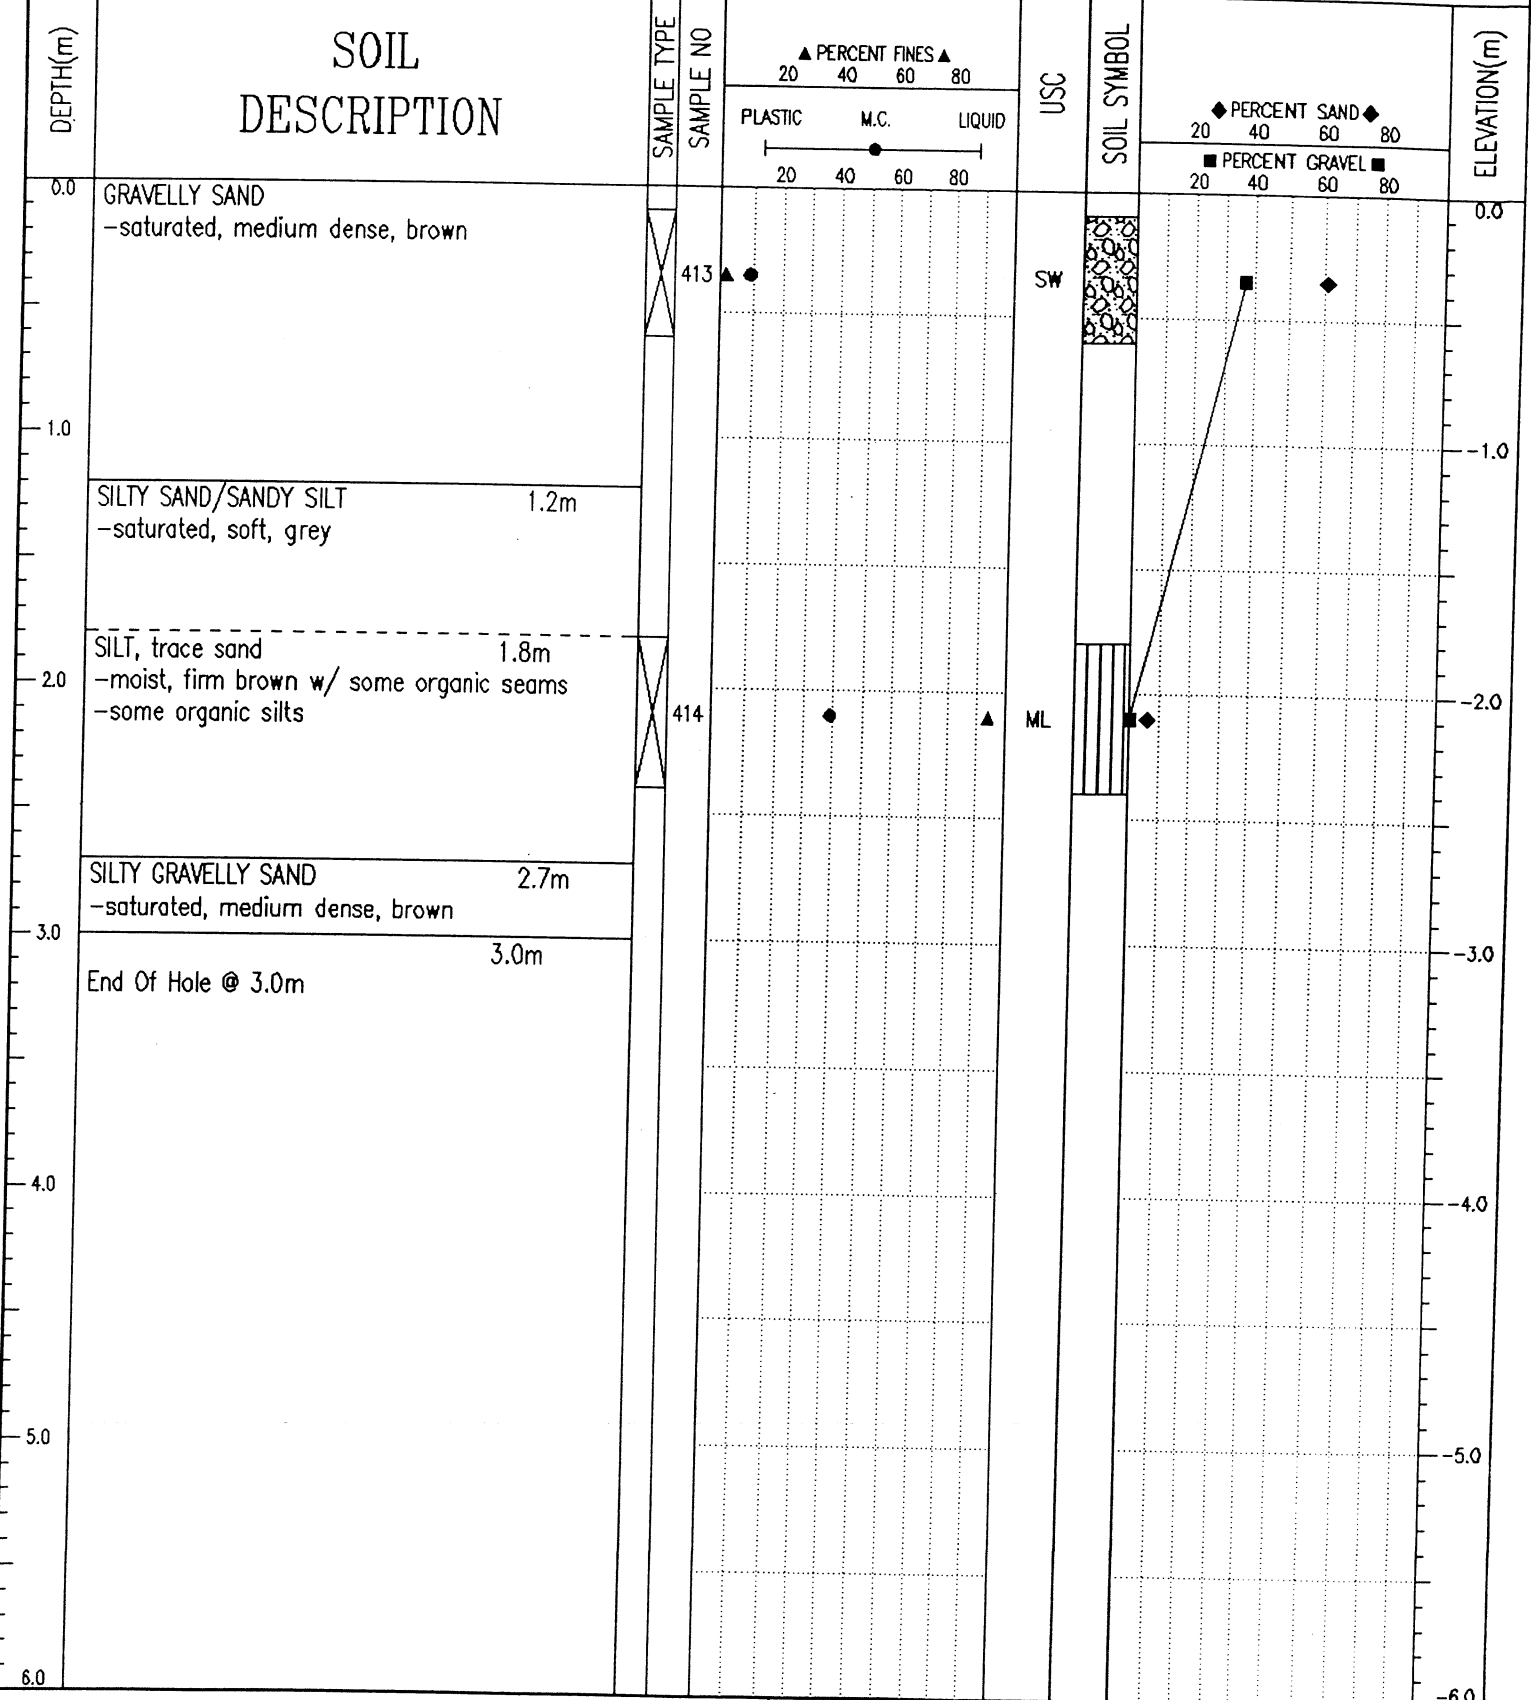 DEPTH(m)
SOIL
DESCRIPTION
SAMPLE TYPE
SAMPLE NO
▲ PERCENT FINES ▲
20 40 60 80
PLASTIC M.C. LIQUID
20 40 60 80
USC
SOIL SYMBOL
◆ PERCENT SAND ◆
20 40 60 80
■ PERCENT GRAVEL ■
20 40 60 80
ELEVATION(m)
0.0
GRAVELLY SAND
-saturated, medium dense, brown
413
SW
0.0
1.0
-1.0
SILTY SAND/SANDY SILT 1.2m
-saturated, soft, grey
SILT, trace sand 1.8m
2.0
-moist, firm brown w/ some organic seams
-some organic silts
414
ML
-2.0
SILTY GRAVELLY SAND 2.7m
-saturated, medium dense, brown
3.0
3.0m
-3.0
End Of Hole @ 3.0m
4.0
-4.0
5.0
-5.0
6.0
-6.0